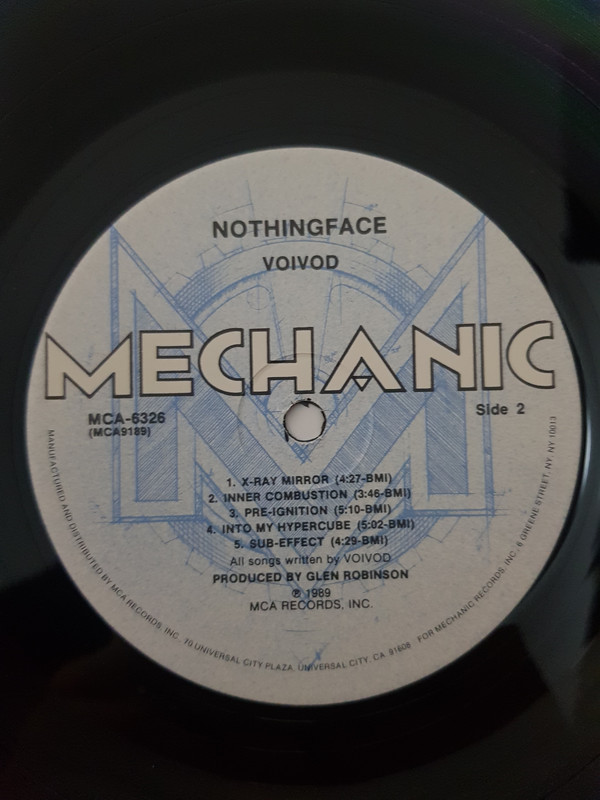 NOTHINGFACE
VOIVOD
MECHANIC
MCA-6326
(MCA9189)
Side 2
1. X-RAY MIRROR (4:27-BMI)
2. INNER COMBUSTION (3:46-BMI)
3. PRE-IGNITION (5:10-BMI)
4. INTO MY HYPERCUBE (5:02-BMI)
5. SUB-EFFECT (4:29-BMI)
All songs written by VOIVOD
PRODUCED BY GLEN ROBINSON
℗ 1989
MCA RECORDS, INC.
MANUFACTURED AND DISTRIBUTED BY MCA RECORDS, INC. 70 UNIVERSAL CITY PLAZA, UNIVERSAL CITY, CA. 91608 · FOR MECHANIC RECORDS, INC. 6 GREENE STREET, NY, NY 10013